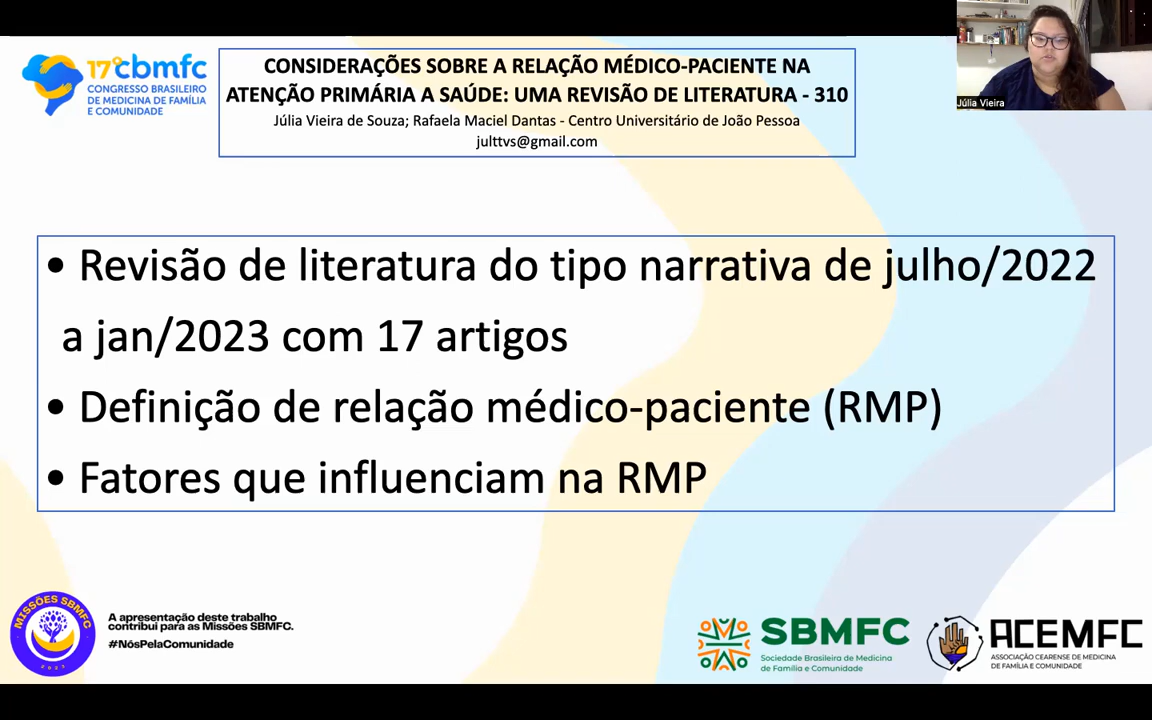 17º cbmfc
CONGRESSO BRASILEIRO
DE MEDICINA DE FAMÍLIA
E COMUNIDADE
CONSIDERAÇÕES SOBRE A RELAÇÃO MÉDICO-PACIENTE NA
ATENÇÃO PRIMÁRIA A SAÚDE: UMA REVISÃO DE LITERATURA - 310
Júlia Vieira de Souza; Rafaela Maciel Dantas - Centro Universitário de João Pessoa
julttvs@gmail.com
Júlia Vieira
• Revisão de literatura do tipo narrativa de julho/2022
a jan/2023 com 17 artigos
• Definição de relação médico-paciente (RMP)
• Fatores que influenciam na RMP
MISSÕES SBMFC
2023
A apresentação deste trabalho
contribui para as Missões SBMFC.
#NósPelaComunidade
SBMFC
Sociedade Brasileira de Medicina
de Família e Comunidade
ACEMFC
ASSOCIAÇÃO CEARENSE DE MEDICINA
DE FAMÍLIA E COMUNIDADE